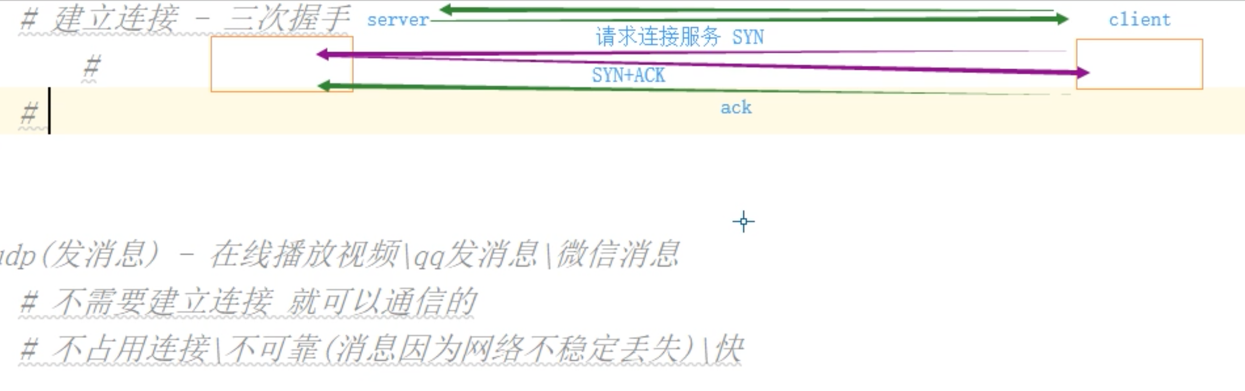 # 建立连接 - 三次握手 server client
请求连接服务 SYN
#
SYN+ACK
# ack
udp(发消息) - 在线播放视频\qq发消息\微信消息
# 不需要建立连接 就可以通信的
# 不占用连接\不可靠(消息因为网络不稳定丢失)\快